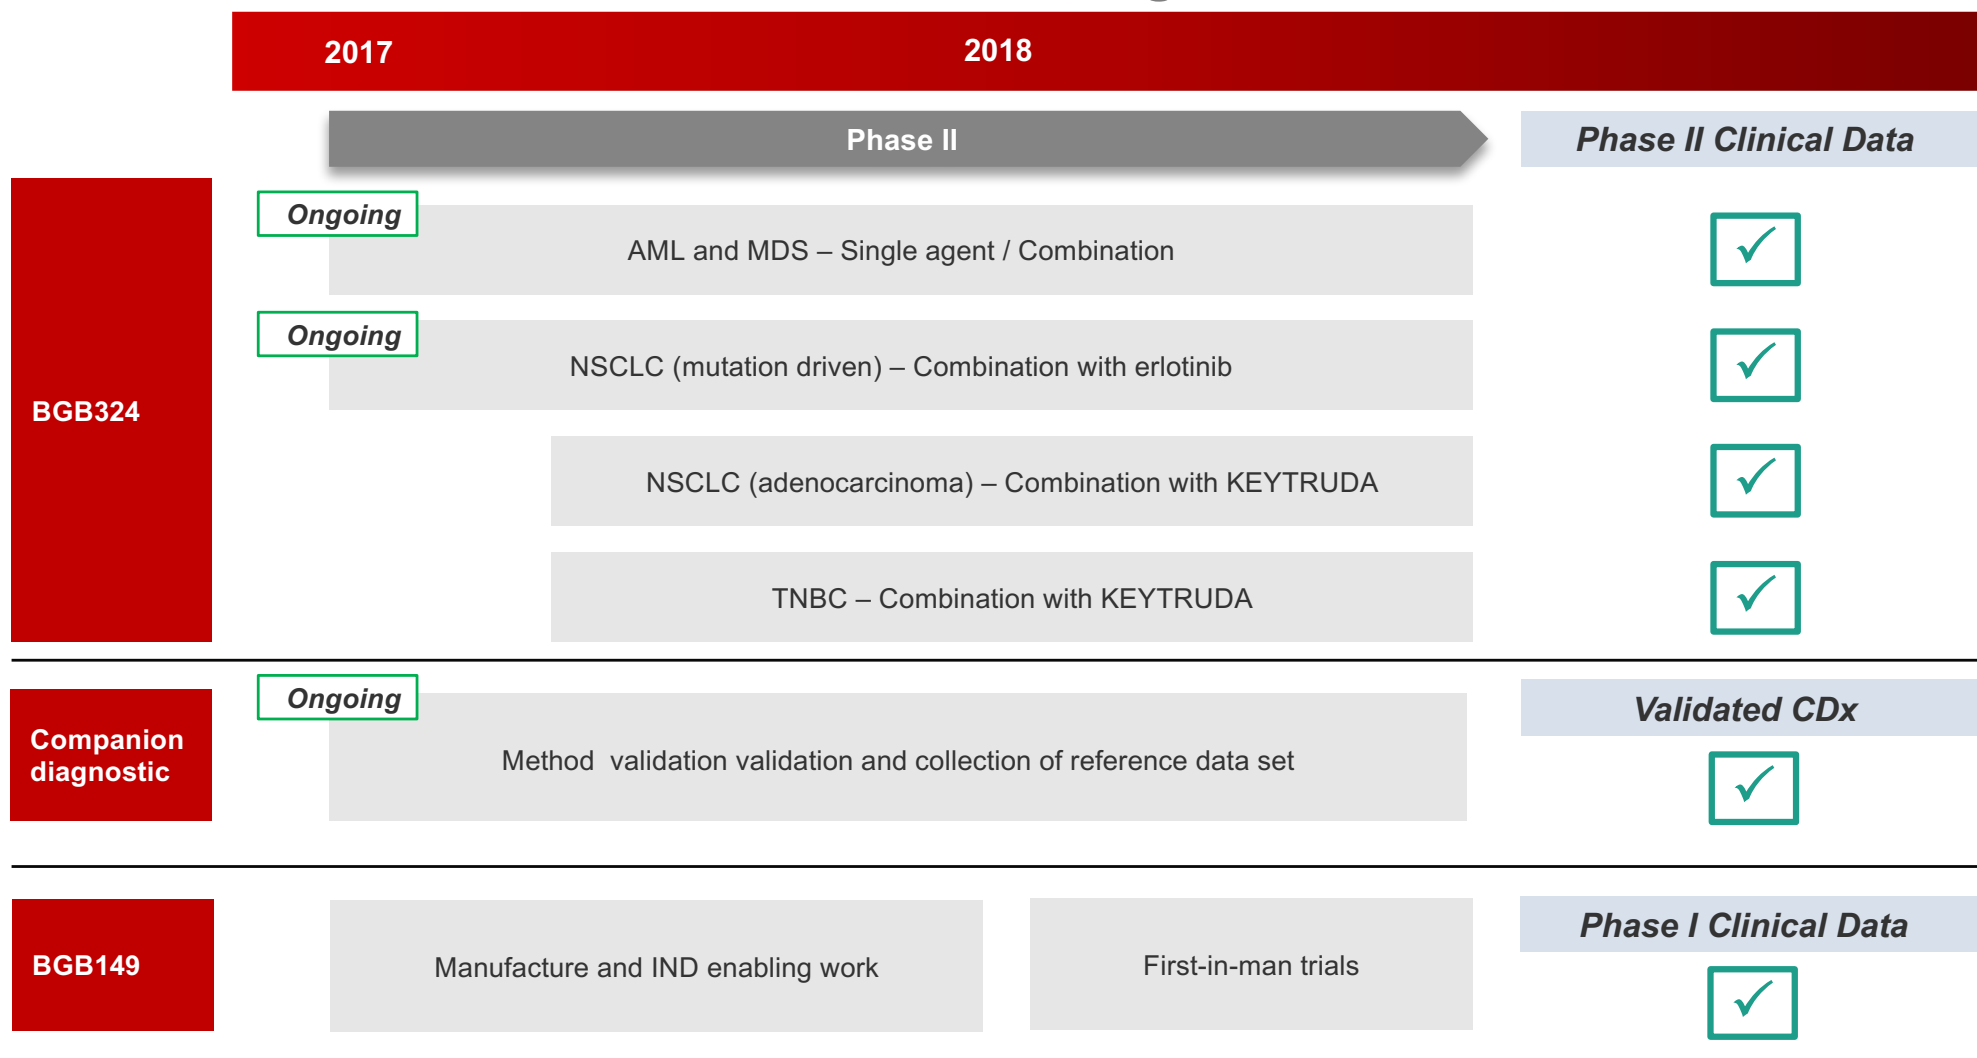 2017
2018
Phase II
Phase II Clinical Data
BGB324
Ongoing
AML and MDS – Single agent / Combination
Ongoing
NSCLC (mutation driven) – Combination with erlotinib
NSCLC (adenocarcinoma) – Combination with KEYTRUDA
TNBC – Combination with KEYTRUDA
Companion
diagnostic
Ongoing
Method  validation validation and collection of reference data set
Validated CDx
BGB149
Manufacture and IND enabling work
First-in-man trials
Phase I Clinical Data